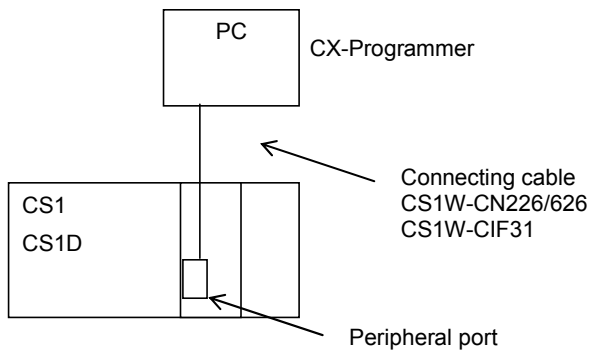 PC
CX-Programmer
Connecting cable
CS1W-CN226/626
CS1W-CIF31
CS1
CS1D
Peripheral port